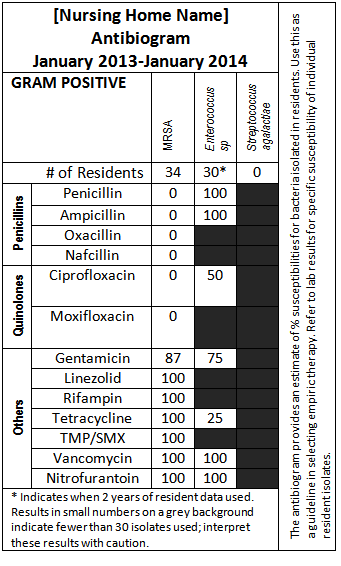 [Nursing Home Name]
Antibiogram
January 2013-January 2014
GRAM POSITIVE
MRSA
Enterococcus
sp
Streptococcus
agalactiae
# of Residents 34 30* 0
Penicillins
Penicillin 0 100
Ampicillin 0 100
Oxacillin 0
Nafcillin 0
Quinolones
Ciprofloxacin 0 50
Moxifloxacin 0
Others
Gentamicin 87 75
Linezolid 100
Rifampin 100
Tetracycline 100 25
TMP/SMX 100
Vancomycin 100 100
Nitrofurantoin 100 100
* Indicates when 2 years of resident data used.
Results in small numbers on a grey background
indicate fewer than 30 isolates used; interpret
these results with caution.
The antibiogram provides an estimate of % susceptibilities for bacteria isolated in residents. Use this as
a guideline in selecting empiric therapy. Refer to lab results for specific susceptibility of individual
resident isolates.